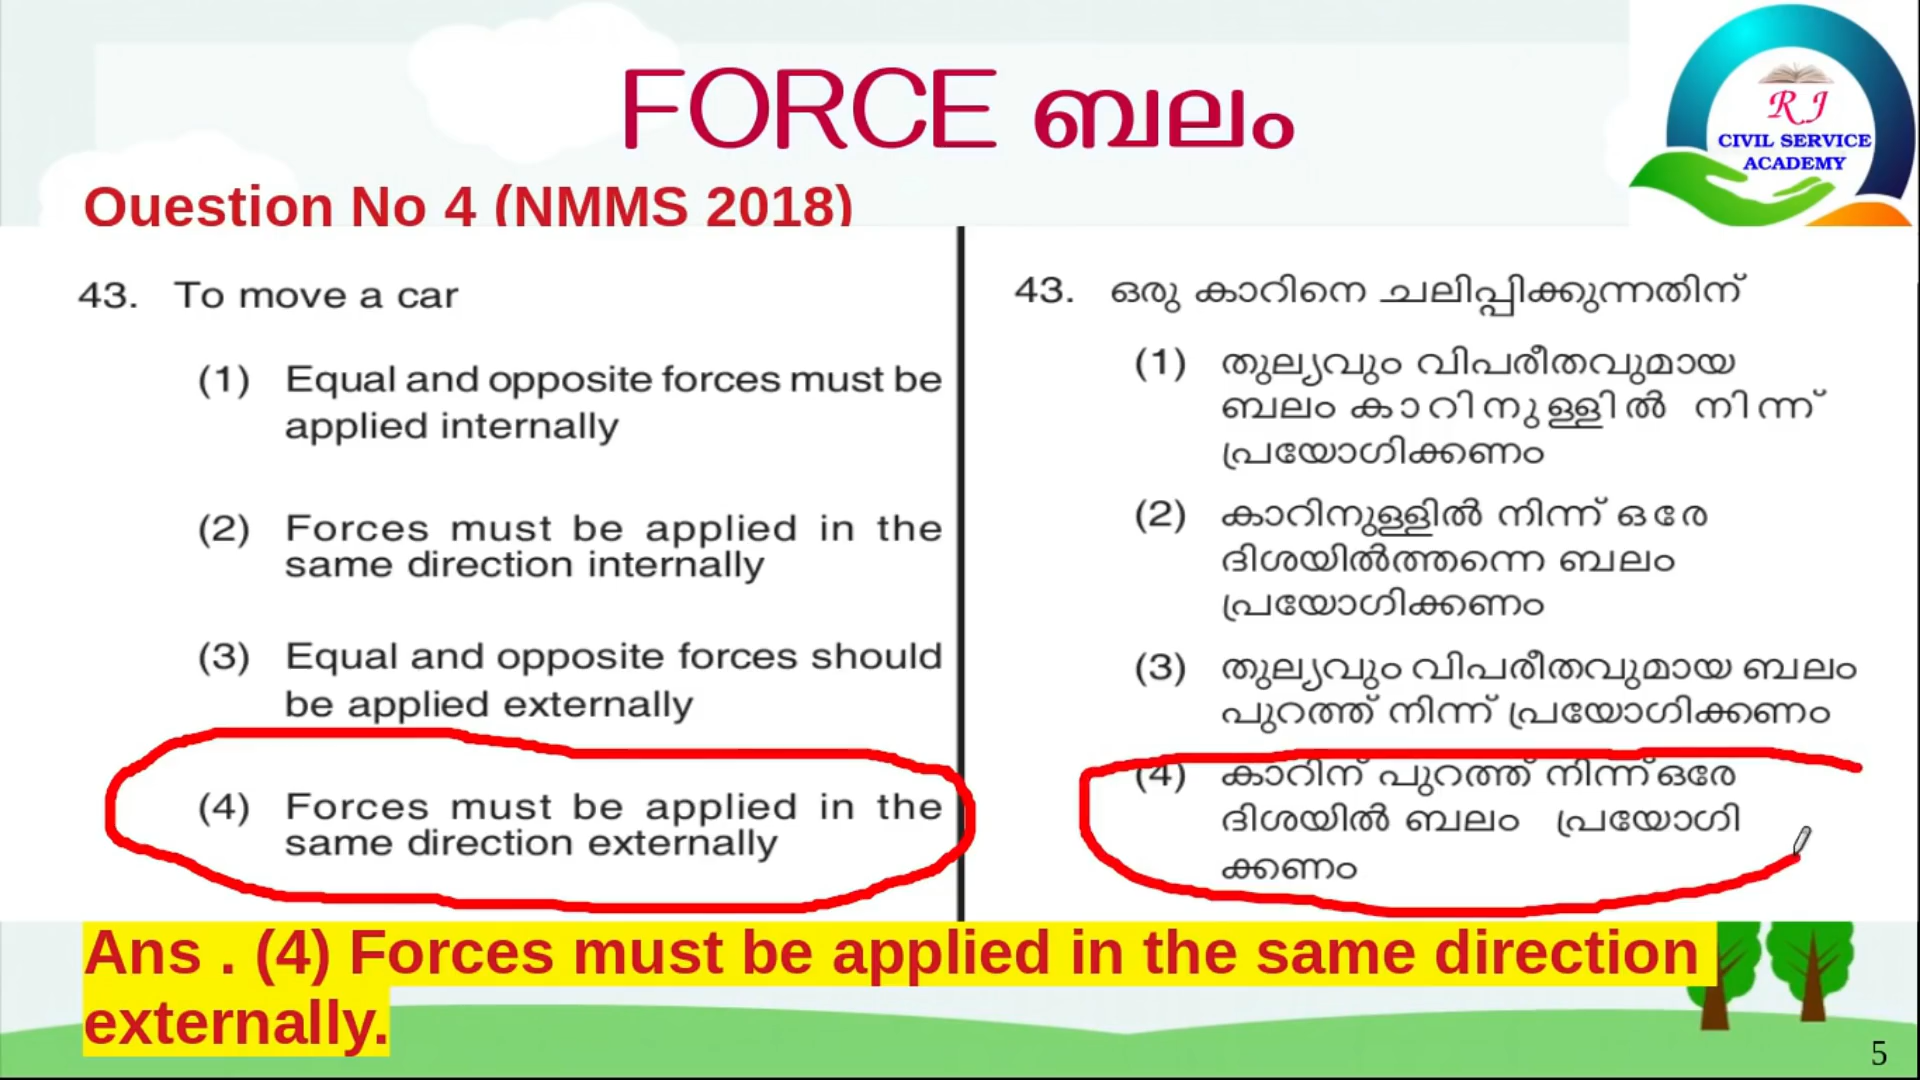 FORCE ബലം
R J
CIVIL SERVICE
ACADEMY
Question No 4 (NMMS 2018)
43. To move a car
(1) Equal and opposite forces must be
applied internally
(2) Forces must be applied in the
same direction internally
(3) Equal and opposite forces should
be applied externally
(4) Forces must be applied in the
same direction externally
43. ഒരു കാറിനെ ചലിപ്പിക്കുന്നതിന്
(1) തുല്യവും വിപരീതവുമായ
ബലം കാറിനുള്ളിൽ നിന്ന്
പ്രയോഗിക്കണം
(2) കാറിനുള്ളിൽ നിന്ന് ഒരേ
ദിശയിൽത്തന്നെ ബലം
പ്രയോഗിക്കണം
(3) തുല്യവും വിപരീതവുമായ ബലം
പുറത്ത് നിന്ന് പ്രയോഗിക്കണം
(4) കാറിന് പുറത്ത് നിന്ന് ഒരേ
ദിശയിൽ ബലം പ്രയോഗി
ക്കണം
Ans . (4) Forces must be applied in the same direction
externally.
5